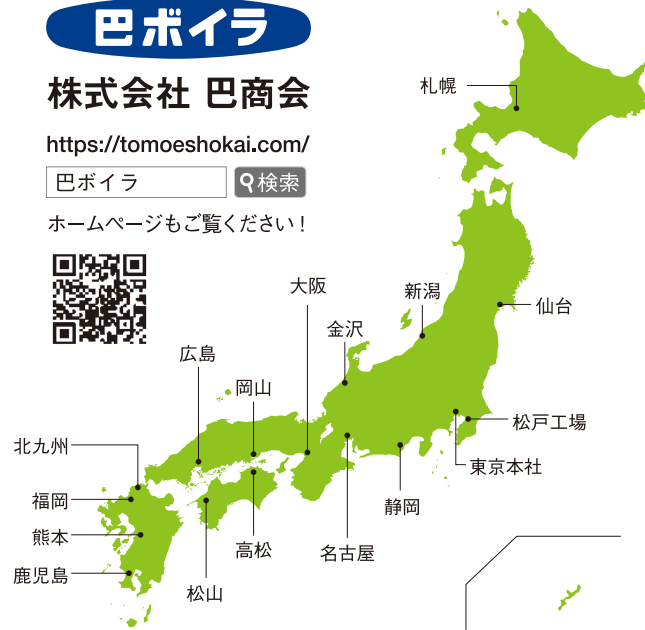 巴ボイラ
株式会社 巴商会
https://tomoeshokai.com/
巴ボイラ
検索
ホームページもご覧ください！
札幌
仙台
新潟
金沢
大阪
広島
岡山
松戸工場
東京本社
静岡
名古屋
高松
松山
北九州
福岡
熊本
鹿児島